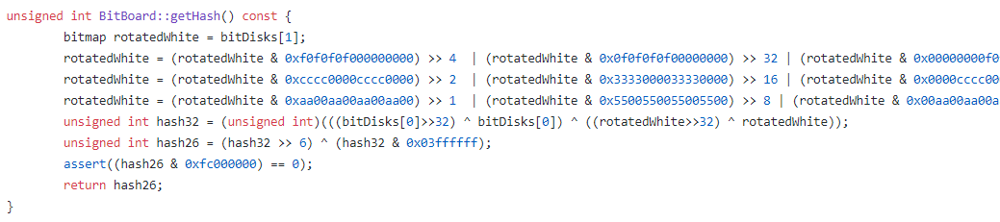 unsigned int BitBoard::getHash() const {
bitmap rotatedWhite = bitDisks[1];
rotatedWhite = (rotatedWhite & 0xf0f0f0f000000000) >> 4 | (rotatedWhite & 0x0f0f0f0f00000000) >> 32 | (rotatedWhite & 0x00000000f0
rotatedWhite = (rotatedWhite & 0xcccc0000cccc0000) >> 2 | (rotatedWhite & 0x3333000033330000) >> 16 | (rotatedWhite & 0x0000cccc00
rotatedWhite = (rotatedWhite & 0xaa00aa00aa00aa00) >> 1 | (rotatedWhite & 0x5500550055005500) >> 8 | (rotatedWhite & 0x00aa00aa00a
unsigned int hash32 = (unsigned int)(((bitDisks[0]>>32) ^ bitDisks[0]) ^ ((rotatedWhite>>32) ^ rotatedWhite));
unsigned int hash26 = (hash32 >> 6) ^ (hash32 & 0x03ffffff);
assert((hash26 & 0xfc000000) == 0);
return hash26;
}